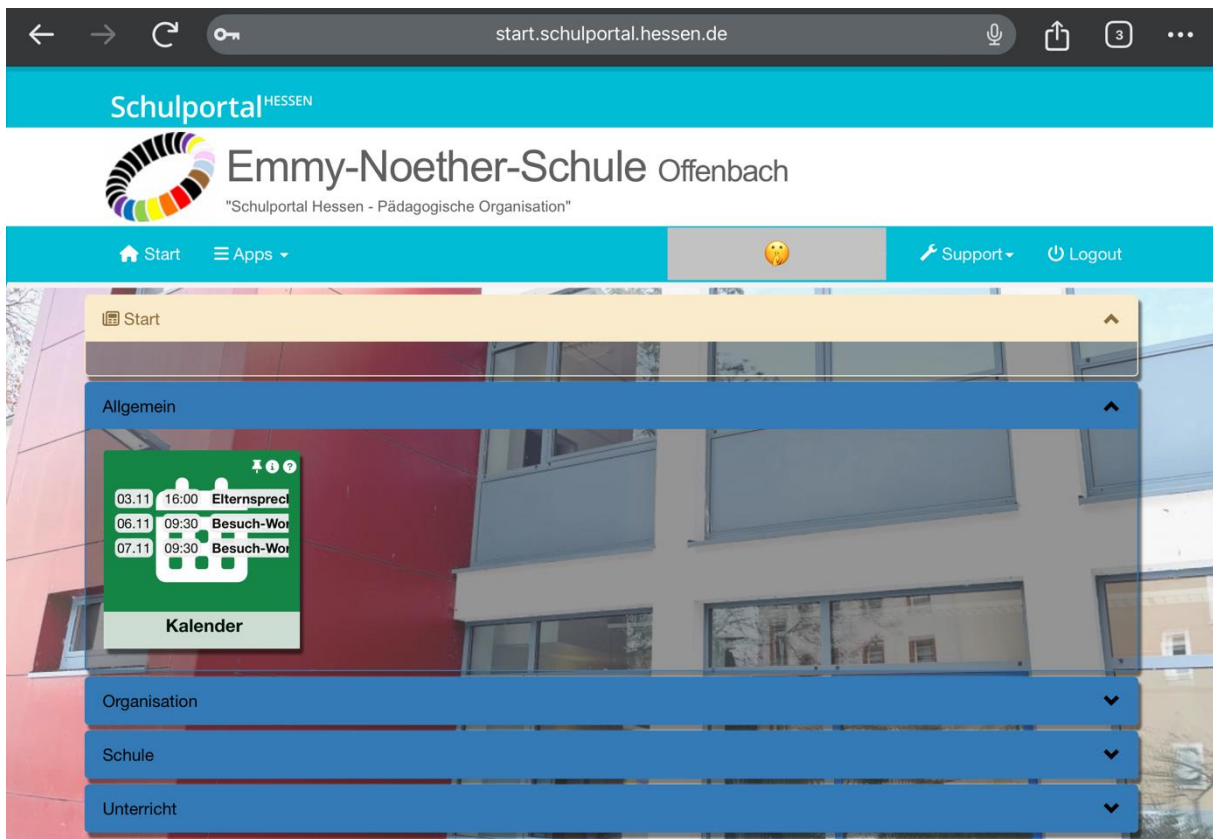 start.schulportal.hessen.de
3
Schulportal HESSEN
Emmy-Noether-Schule Offenbach
"Schulportal Hessen - Pädagogische Organisation"
Start Apps Support Logout
Start
Allgemein
03.11 16:00 Elternsprecl
06.11 09:30 Besuch-Wor
07.11 09:30 Besuch-Wor
Kalender
Organisation
Schule
Unterricht